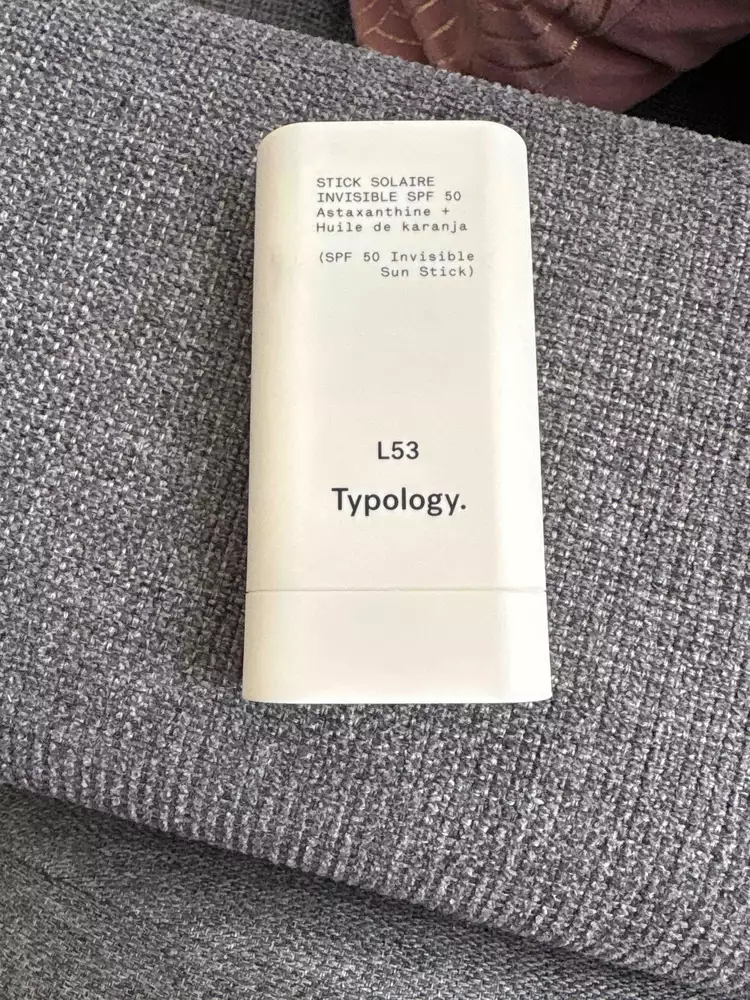 STICK SOLAIRE
INVISIBLE SPF 50
Astaxanthine +
Huile de karanja
(SPF 50 Invisible
Sun Stick)
L53
Typology.